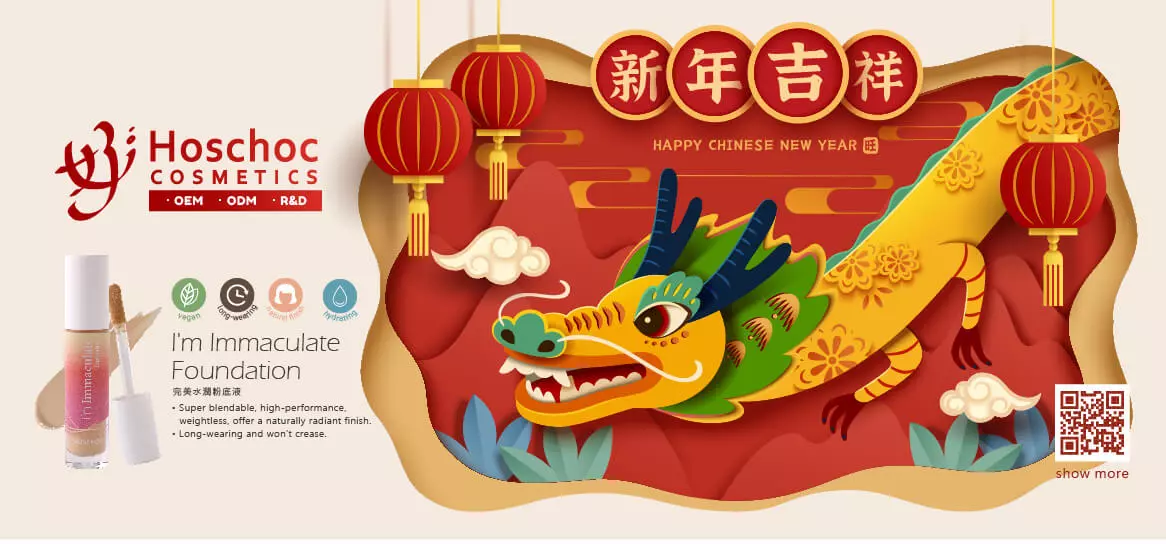 Hoschoc
COSMETICS
· OEM · ODM · R&D
新年吉祥
HAPPY CHINESE NEW YEAR 旺
vegan
long-wearing
natural finish
hydrating
I'm Immaculate
I'm Immaculate
Foundation
完美水潤粉底液
• Super blendable, high-performance,
weightless, offer a naturally radiant finish.
• Long-wearing and won't crease.
show more